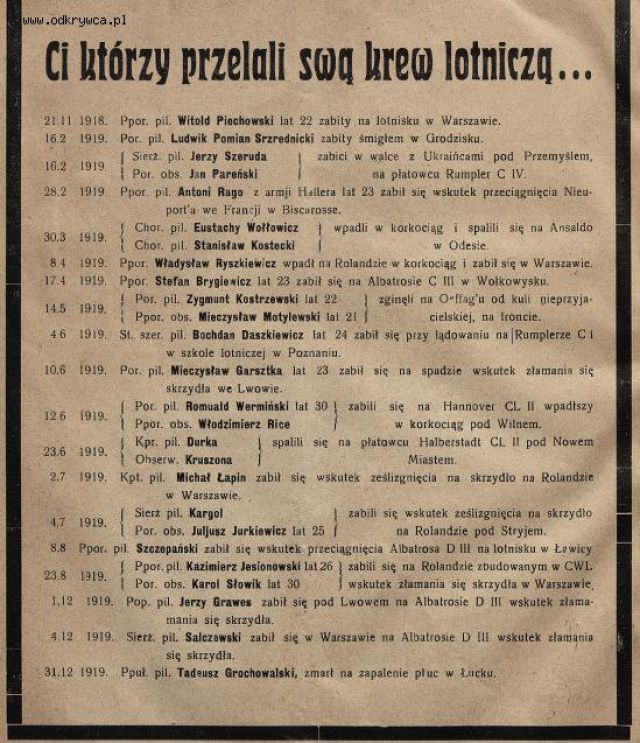 www.odkrywca.pl
Ci którzy przelali swą krew lotniczą...
21.11 1918. Ppor. pil. Witold Piechowski lat 22 zabity na lotnisku w Warszawie.
16.2 1919. Por. pil. Ludwik Pomian Srzrednicki zabity śmigłem w Grodzisku.
16.2 1919 { Sierż. pil. Jerzy Szeruda } zabici w walce z Ukraińcami pod Przemyślem,
{ Por. obs. Jan Pareński } na płatowcu Rumpler C IV.
28.2 1919. Ppor. pil. Antoni Rago z armji Hallera lat 23 zabił się wskutek przeciągnięcia Nieu-
port'a we Francji w Biscarosse.
30.3 1919. { Chor. pil. Eustachy Wołłowicz } wpadli w korkociąg i spalili się na Ansaldo
{ Chor. pil. Stanisław Kostecki } w Odesie.
8.4 1919. Ppor. Władysław Ryszkiewicz wpadł na Rolandzie w korkociąg i zabił się w Warszawie.
17.4 1919. Ppor. Stefan Brygiewicz lat 23 zabił się na Albatrosie C III w Wołkowysku.
14.5 1919. { Por. pil. Zygmunt Kostrzewski lat 22 } zginęli na Oeffag'u od kuli nieprzyja-
{ Ppor. obs. Mieczysław Motylewski lat 21 } cielskiej, na froncie.
4.6 1919. St. szer. pil. Bohdan Daszkiewicz lat 24 zabił się przy lądowaniu na Rumplerze C I
w szkole lotniczej w Poznaniu.
10.6 1919. Por. pil. Mieczysław Garsztka lat 23 zabił się na spadzie wskutek złamania się
skrzydła we Lwowie.
12.6 1919. { Por. pil. Romuald Wermiński lat 30 } zabili się na Hannover CL II wpadłszy
{ Ppor. obs. Włodzimierz Rice } w korkociąg pod Wilnem.
23.6 1919. { Kpr. pil. Durka } spalili się na płatowcu Halberstadt CL II pod Nowem
{ Obserw. Kruszona } Miastem.
2.7 1919. Kpt. pil. Michał Łapin zabił się wskutek ześlizgnięcia na skrzydło na Rolandzie
w Warszawie.
4.7 1919. { Sierż pil. Kargol } zabili się wskutek ześlizgnięcia na skrzydło
{ Por. obs. Juljusz Jurkiewicz lat 25 } na Rolandzie pod Stryjem.
8.8 Ppor. pil. Szczepański zabił się wskutek przeciągnięcia Albatrosa D III na lotnisku w Ławicy
23.8 1919. { Ppor. pil. Kazimierz Jesionowski lat 26 } zabili się na Rolandzie zbudowanym w CWL
{ Por. obs. Karol Słowik lat 30 } wskutek złamania się skrzydła w Warszawie.
1.12 1919. Pop. pil. Jerzy Grawes zabił się pod Lwowem na Albatrosie D III wskutek złama-
mania się skrzydła.
4.12 1919. Sierż. pil. Salczewski zabił się w Warszawie na Albatrosie D III wskutek złamania
się skrzydła.
31.12 1919. Ppuł. pil. Tadeusz Grochowalski, zmarł na zapalenie płuc w Łucku.